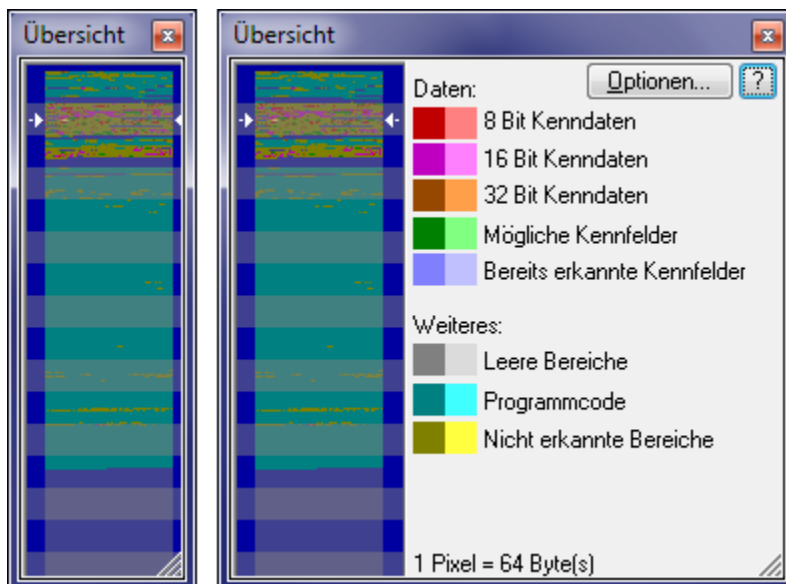 Übersicht
Übersicht
Optionen...
?
Daten:
8 Bit Kenndaten
16 Bit Kenndaten
32 Bit Kenndaten
Mögliche Kennfelder
Bereits erkannte Kennfelder
Weiteres:
Leere Bereiche
Programmcode
Nicht erkannte Bereiche
1 Pixel = 64 Byte(s)